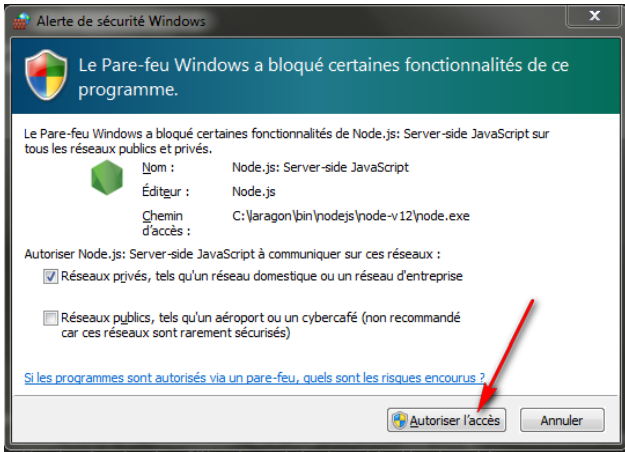 Alerte de sécurité Windows
x
Le Pare-feu Windows a bloqué certaines fonctionnalités de ce
programme.
Le Pare-feu Windows a bloqué certaines fonctionnalités de Node.js: Server-side JavaScript sur
tous les réseaux publics et privés.
Nom : Node.js: Server-side JavaScript
Éditeur : Node.js
Chemin d'accès : C:\laragon\bin\nodejs\node-v12\node.exe
Autoriser Node.js: Server-side JavaScript à communiquer sur ces réseaux :
Réseaux privés, tels qu'un réseau domestique ou un réseau d'entreprise
Réseaux publics, tels qu'un aéroport ou un cybercafé (non recommandé
car ces réseaux sont rarement sécurisés)
Si les programmes sont autorisés via un pare-feu, quels sont les risques encourus ?
Autoriser l'accès Annuler